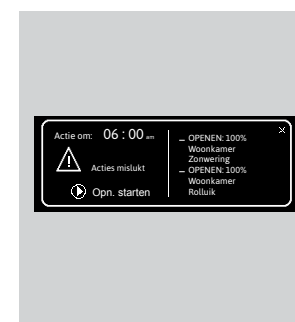 Actie om: 06 : 00 am
Acties mislukt
Opn. starten
– OPENEN: 100%
Woonkamer
Zonwering
– OPENEN: 100%
Woonkamer
Rolluik